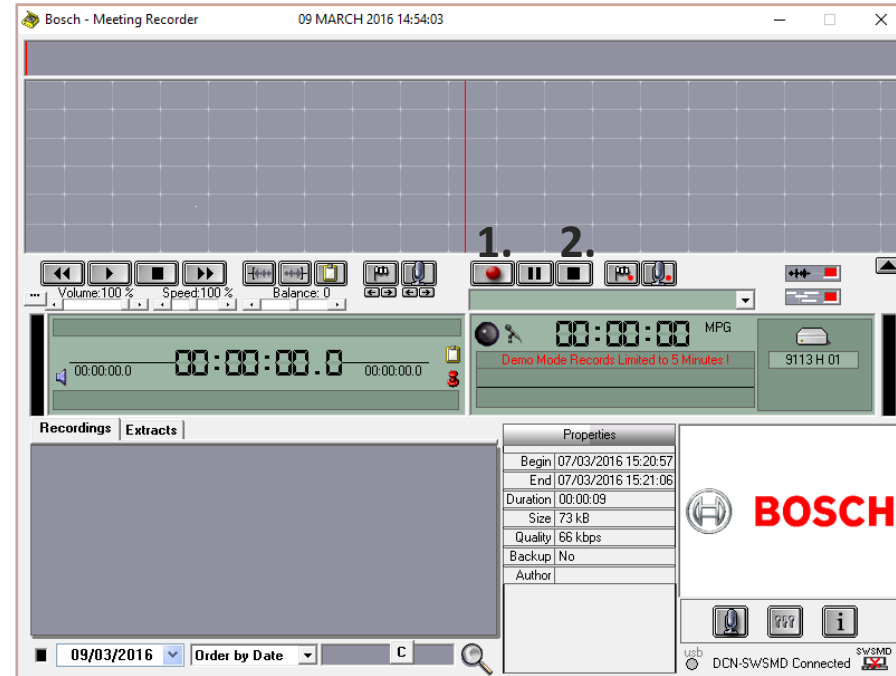 Bosch - Meeting Recorder 09 MARCH 2016 14:54:03
1. 2.
... Volume:100 % Speed:100 % Balance: 0
00:00:00 MPG
Demo Mode Records Limited to 5 Minutes !
9113 H 01
00:00:00.0 00:00:00.0 00:00:00.0
Recordings Extracts
Properties
Begin 07/03/2016 15:20:57
End 07/03/2016 15:21:06
Duration 00:00:09
Size 73 kB
Quality 66 kbps
Backup No
Author
BOSCH
i
09/03/2016 Order by Date C
usb DCN-SWSMD Connected SWSMD